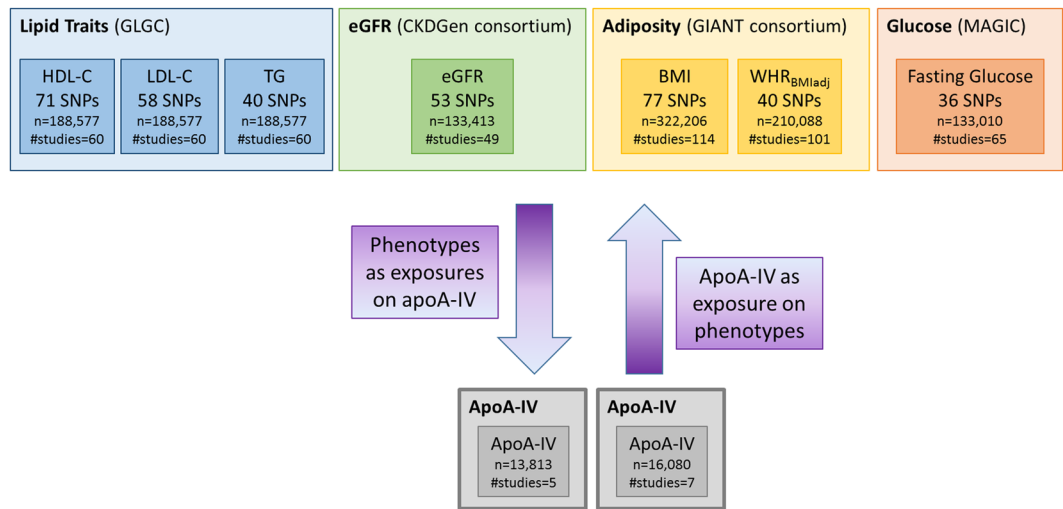 Lipid Traits (GLGC)
HDL-C
71 SNPs
n=188,577
#studies=60
LDL-C
58 SNPs
n=188,577
#studies=60
TG
40 SNPs
n=188,577
#studies=60
eGFR (CKDGen consortium)
eGFR
53 SNPs
n=133,413
#studies=49
Adiposity (GIANT consortium)
BMI
77 SNPs
n=322,206
#studies=114
WHRBMIadj
40 SNPs
n=210,088
#studies=101
Glucose (MAGIC)
Fasting Glucose
36 SNPs
n=133,010
#studies=65
Phenotypes
as exposures
on apoA-IV
ApoA-IV as
exposure on
phenotypes
ApoA-IV
ApoA-IV
n=13,813
#studies=5
ApoA-IV
ApoA-IV
n=16,080
#studies=7